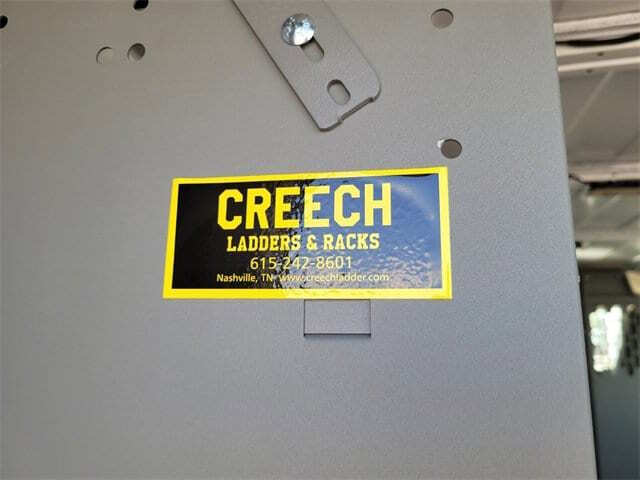 CREECH
LADDERS & RACKS
615-242-8601
Nashville, TN www.creechladder.com